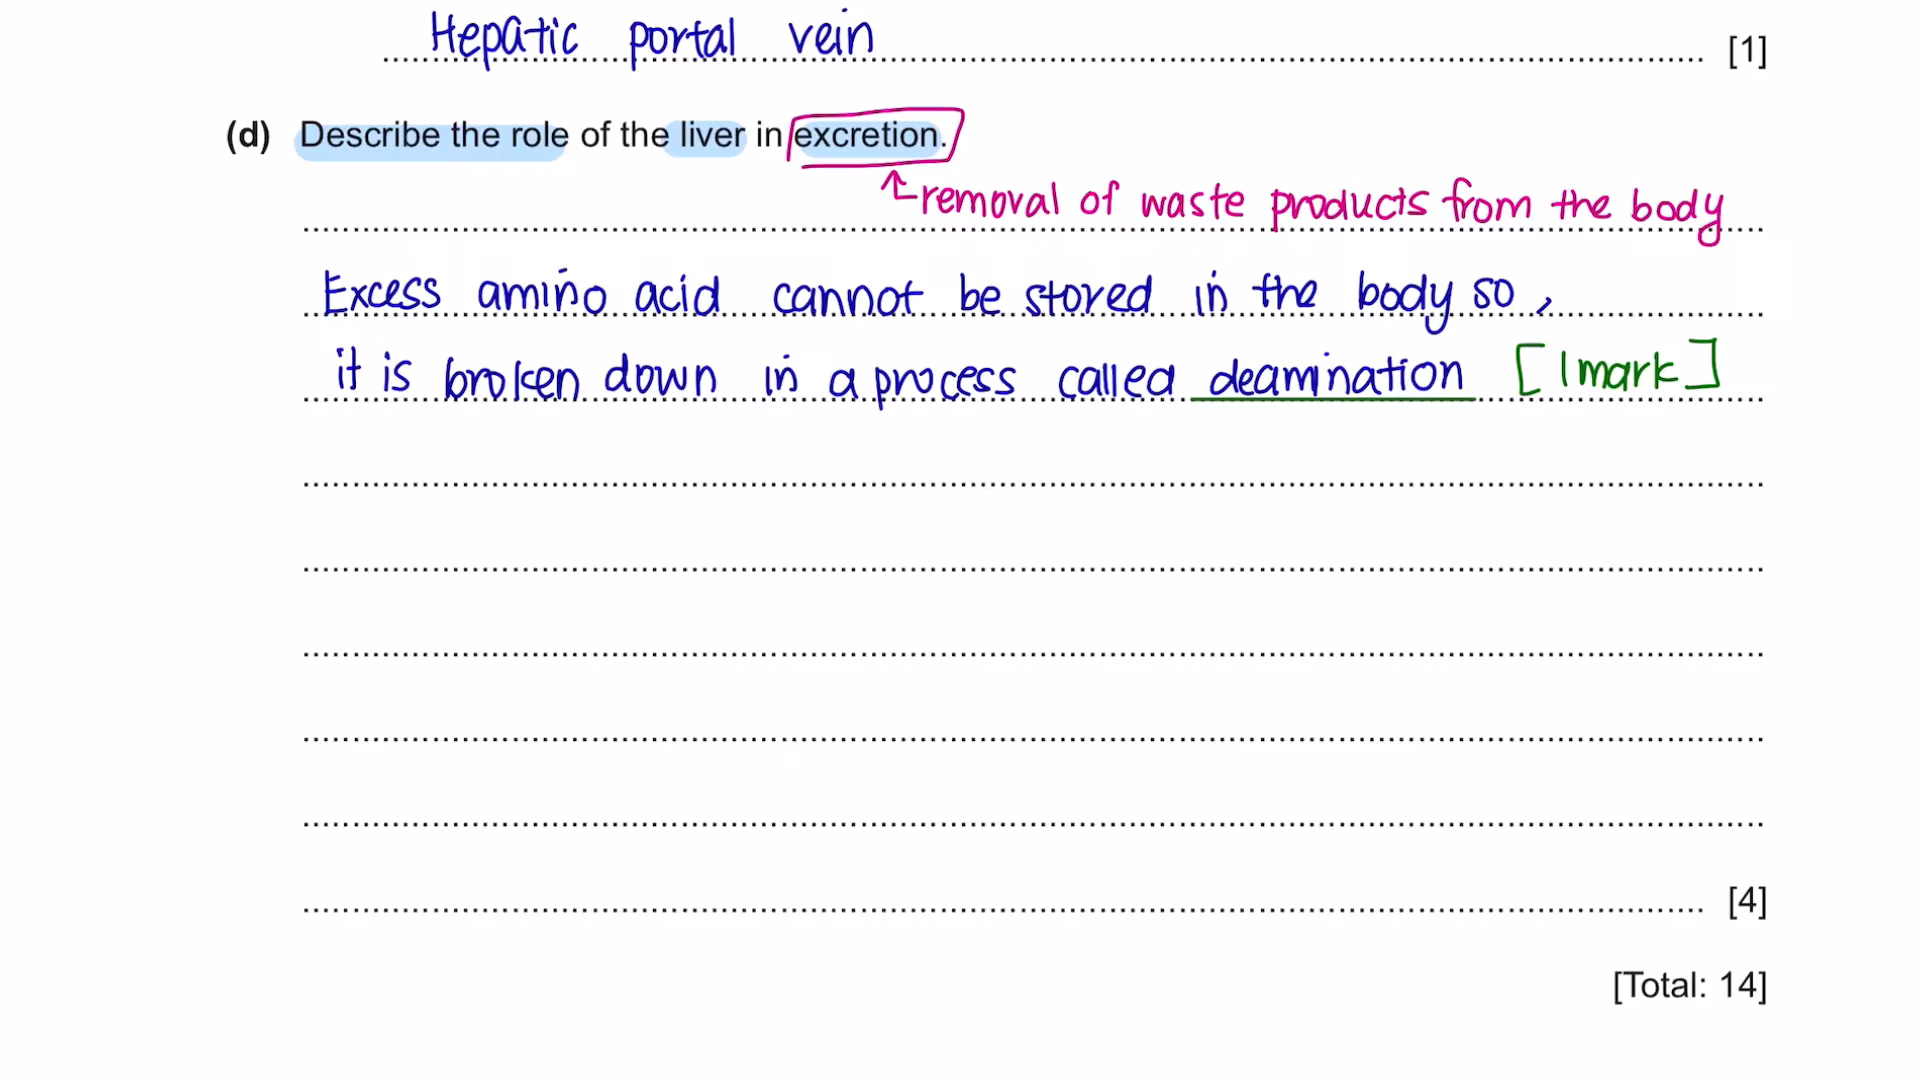 Hepatic portal vein [1]
(d) Describe the role of the liver in excretion.
removal of waste products from the body
Excess amino acid cannot be stored in the body so,
it is broken down in a process called deamination [1 mark]
[4]
[Total: 14]